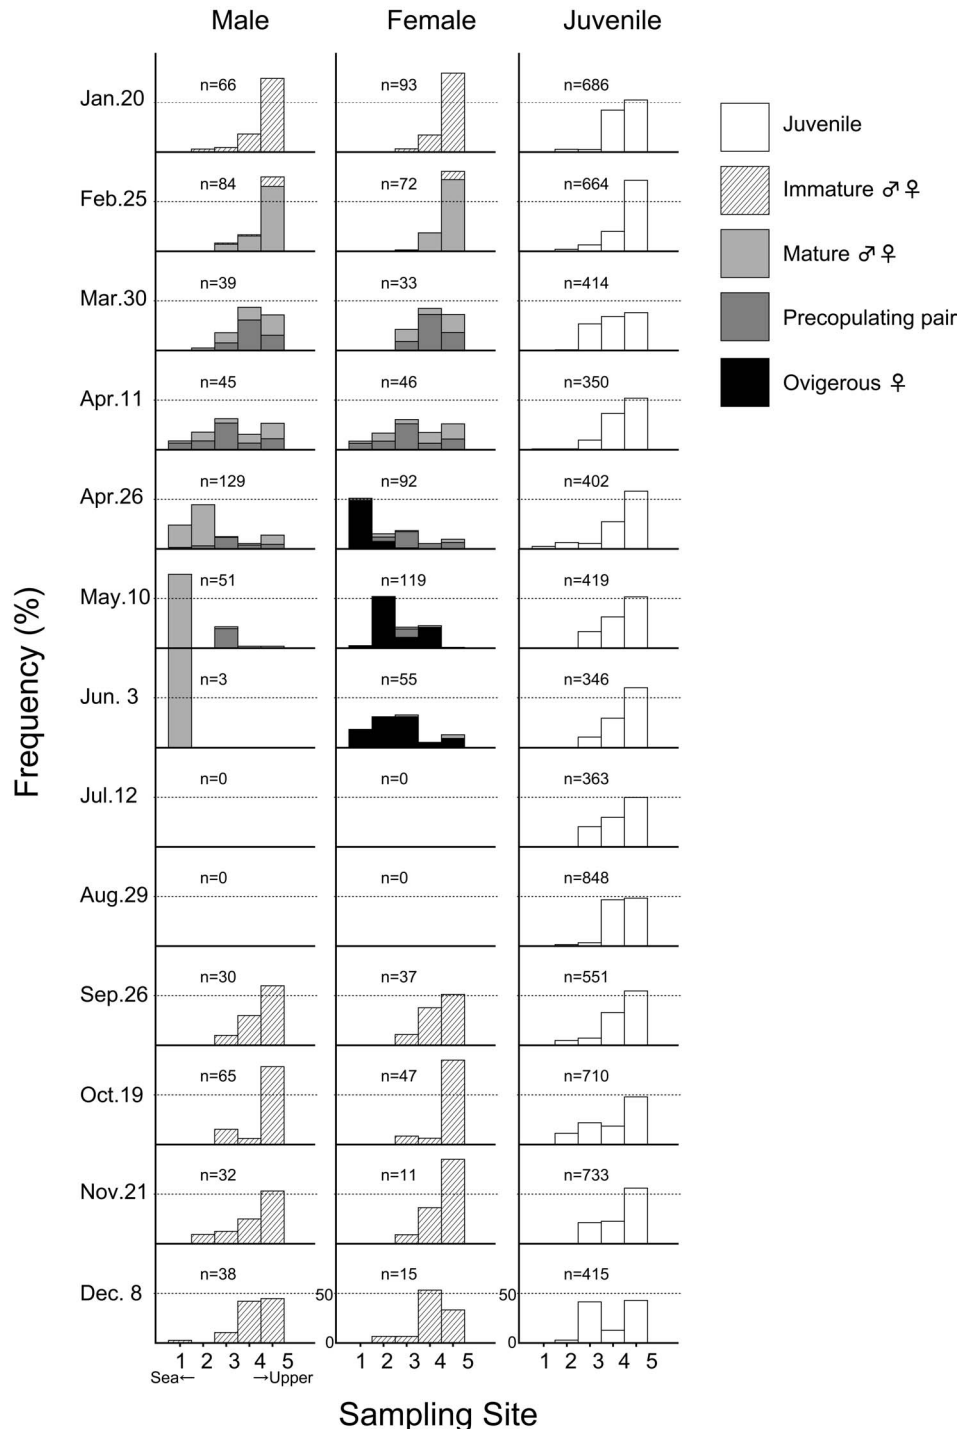 Male Female Juvenile
Jan.20 n=66 n=93 n=686
Feb.25 n=84 n=72 n=664
Mar.30 n=39 n=33 n=414
Apr.11 n=45 n=46 n=350
Apr.26 n=129 n=92 n=402
May.10 n=51 n=119 n=419
Jun. 3 n=3 n=55 n=346
Jul.12 n=0 n=0 n=363
Aug.29 n=0 n=0 n=848
Sep.26 n=30 n=37 n=551
Oct.19 n=65 n=47 n=710
Nov.21 n=32 n=11 n=733
Dec. 8 n=38 n=15 n=415
50 50
0 0
1 2 3 4 5 1 2 3 4 5 1 2 3 4 5
Sea← →Upper
Sampling Site
Frequency (%)
Juvenile
Immature ♂♀
Mature ♂♀
Precopulating pair
Ovigerous ♀